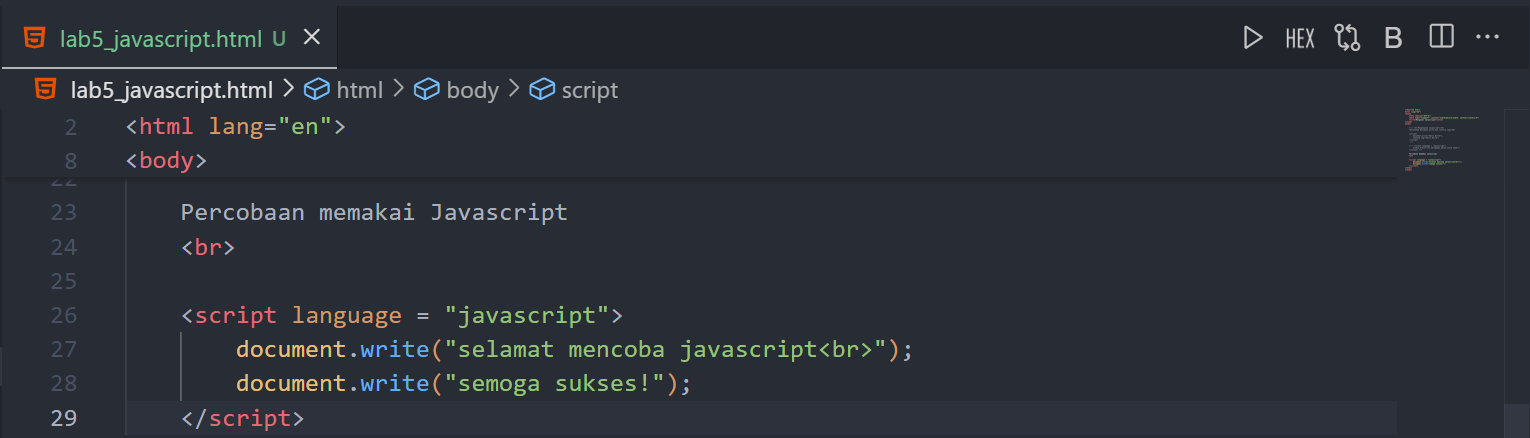 lab5_javascript.html U
HEX B
lab5_javascript.html > html > body > script
2 <html lang="en">
8 <body>
22
23 Percobaan memakai Javascript
24 <br>
25
26 <script language = "javascript">
27 document.write("selamat mencoba javascript<br>");
28 document.write("semoga sukses!");
29 </script>